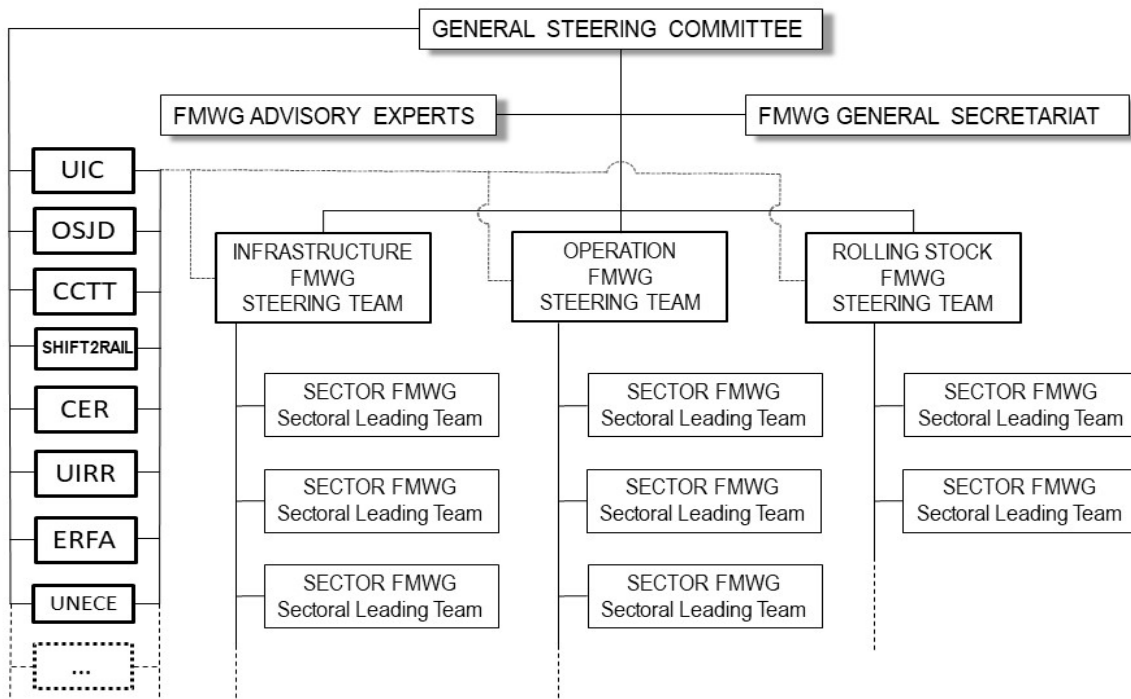 GENERAL STEERING COMMITTEE
FMWG ADVISORY EXPERTS
FMWG GENERAL SECRETARIAT
UIC
OSJD
CCTT
SHIFT2RAIL
CER
UIRR
ERFA
UNECE
...
INFRASTRUCTURE
FMWG
STEERING TEAM
SECTOR FMWG
Sectoral Leading Team
SECTOR FMWG
Sectoral Leading Team
SECTOR FMWG
Sectoral Leading Team
OPERATION
FMWG
STEERING TEAM
SECTOR FMWG
Sectoral Leading Team
SECTOR FMWG
Sectoral Leading Team
SECTOR FMWG
Sectoral Leading Team
ROLLING STOCK
FMWG
STEERING TEAM
SECTOR FMWG
Sectoral Leading Team
SECTOR FMWG
Sectoral Leading Team